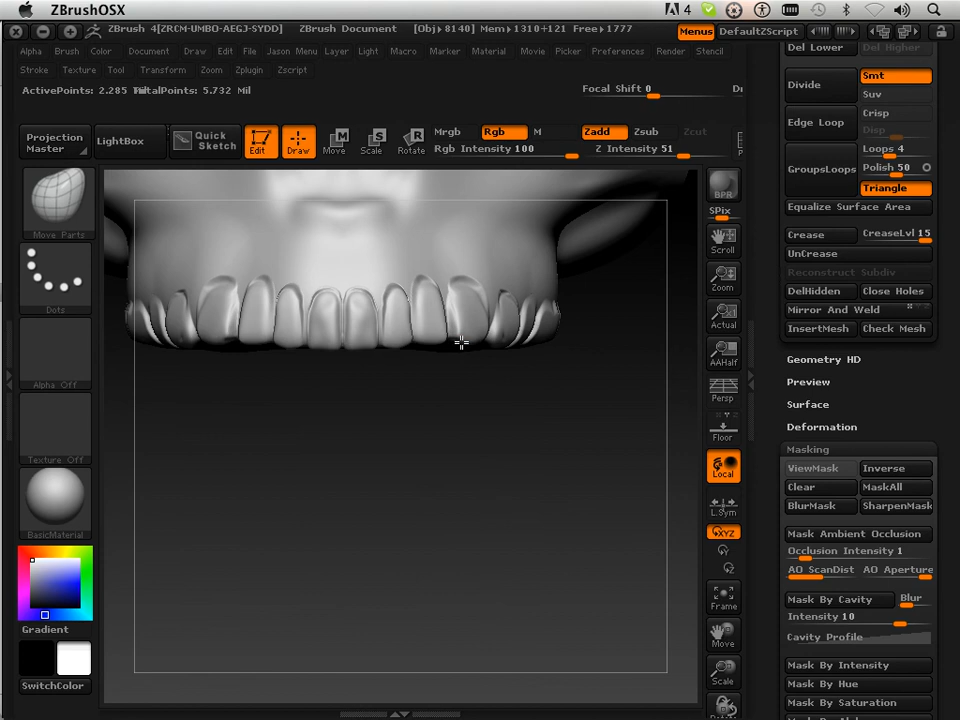 ZBrushOSX
4
ZBrush 4[ZRCM-UMBO-AEGJ-SYDD] ZBrush Document [Obj>8140] Mem>1310+121 Free>1777 Menus DefaultZScript
Alpha Brush Color Document Draw Edit File Jason Menu Layer Light Macro Marker Material Movie Picker Preferences Render Stencil
Stroke Texture Tool Transform Zoom Zplugin Zscript
ActivePoints: 2.285 Mil TotalPoints: 5.732 Mil Focal Shift 0
Projection Master
LightBox
Quick Sketch
Edit
Draw
Move
Scale
Rotate
Mrgb Rgb M
Rgb Intensity 100
Zadd Zsub Zcut
Z Intensity 51
Move Parts
Dots
Alpha Off
Texture Off
BasicMaterial
Gradient
SwitchColor
BPR
SPix
Scroll
Zoom
Actual
AAHalf
Persp
Floor
Local
L.Sym
XYZ
Frame
Move
Scale
Del Lower Del Higher
Divide
Smt
Suv
Edge Loop
Crisp
Disp
GroupsLoops
Loops 4
Polish 50
Triangle
Equalize Surface Area
Crease CreaseLvl 15
UnCrease
Reconstruct Subdiv
DelHidden Close Holes
Mirror And Weld
InsertMesh Check Mesh
Geometry HD
Preview
Surface
Deformation
Masking
ViewMask Inverse
Clear MaskAll
BlurMask SharpenMask
Mask Ambient Occlusion
Occlusion Intensity 1
AO ScanDist AO Aperture
Mask By Cavity Blur
Intensity 10
Cavity Profile
Mask By Intensity
Mask By Hue
Mask By Saturation